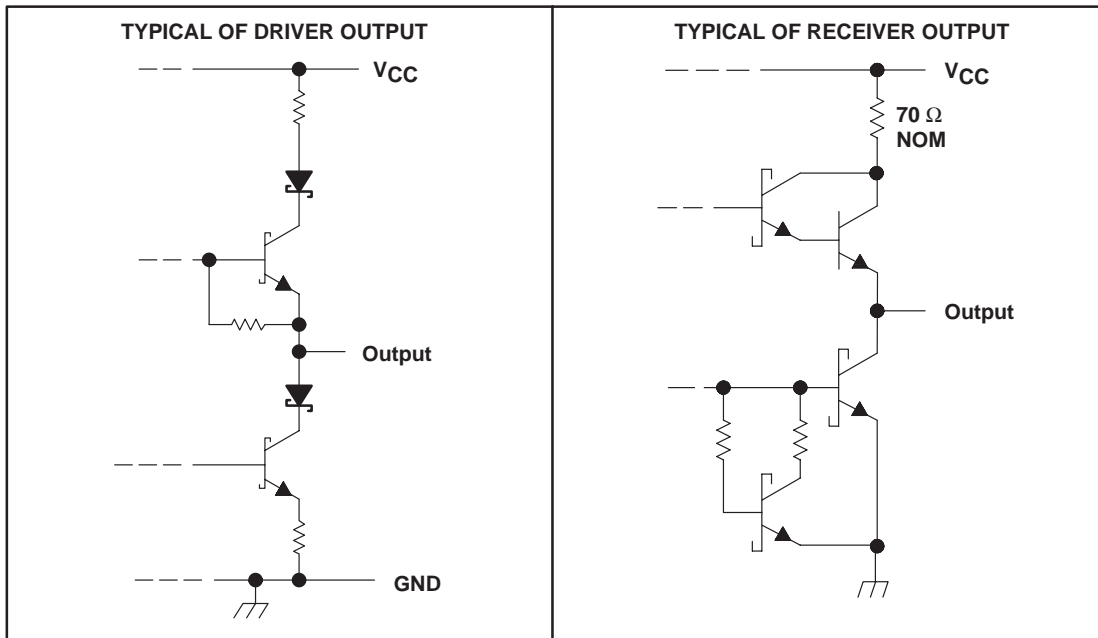 TYPICAL OF DRIVER OUTPUT
VCC
Output
GND
TYPICAL OF RECEIVER OUTPUT
VCC
70 Ω
NOM
Output